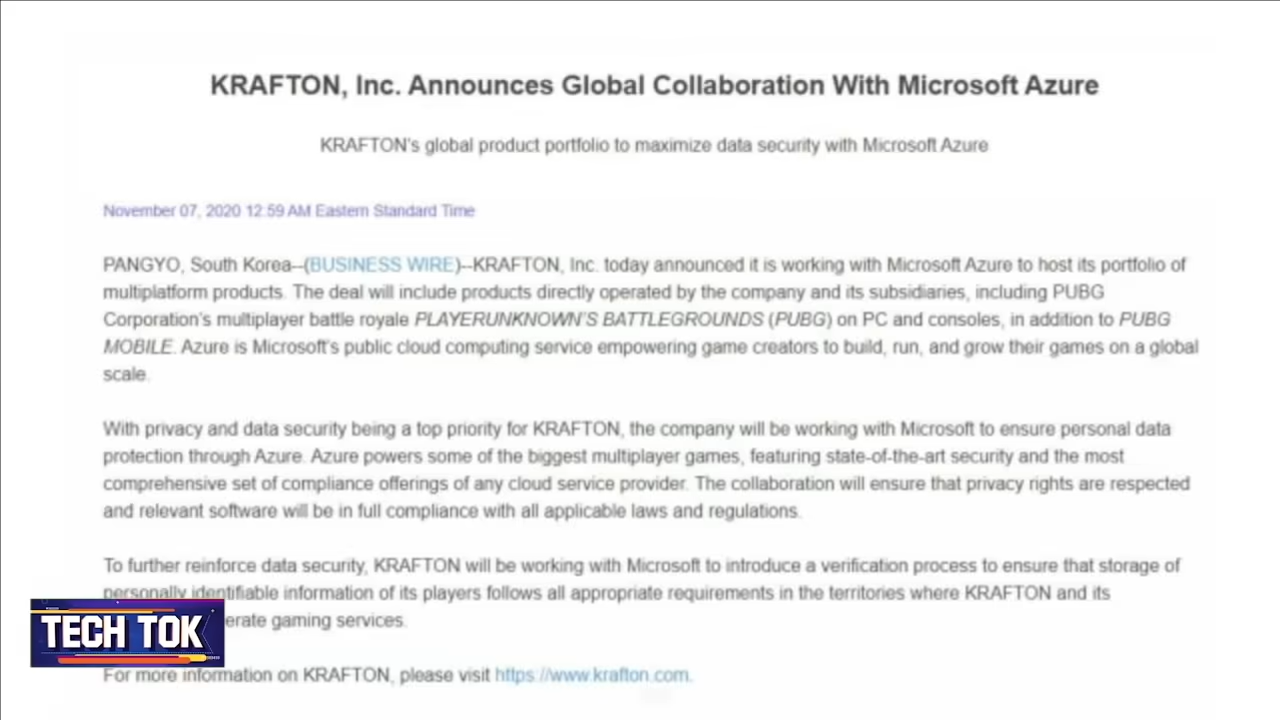 KRAFTON, Inc. Announces Global Collaboration With Microsoft Azure
KRAFTON's global product portfolio to maximize data security with Microsoft Azure
November 07, 2020 12:59 AM Eastern Standard Time
PANGYO, South Korea--(BUSINESS WIRE)--KRAFTON, Inc. today announced it is working with Microsoft Azure to host its portfolio of
multiplatform products. The deal will include products directly operated by the company and its subsidiaries, including PUBG
Corporation's multiplayer battle royale PLAYERUNKNOWN'S BATTLEGROUNDS (PUBG) on PC and consoles, in addition to PUBG
MOBILE. Azure is Microsoft's public cloud computing service empowering game creators to build, run, and grow their games on a global
scale.
With privacy and data security being a top priority for KRAFTON, the company will be working with Microsoft to ensure personal data
protection through Azure. Azure powers some of the biggest multiplayer games, featuring state-of-the-art security and the most
comprehensive set of compliance offerings of any cloud service provider. The collaboration will ensure that privacy rights are respected
and relevant software will be in full compliance with all applicable laws and regulations.
To further reinforce data security, KRAFTON will be working with Microsoft to introduce a verification process to ensure that storage of
personally identifiable information of its players follows all appropriate requirements in the territories where KRAFTON and its
erate gaming services.
TECH TOK
For more information on KRAFTON, please visit https://www.krafton.com.